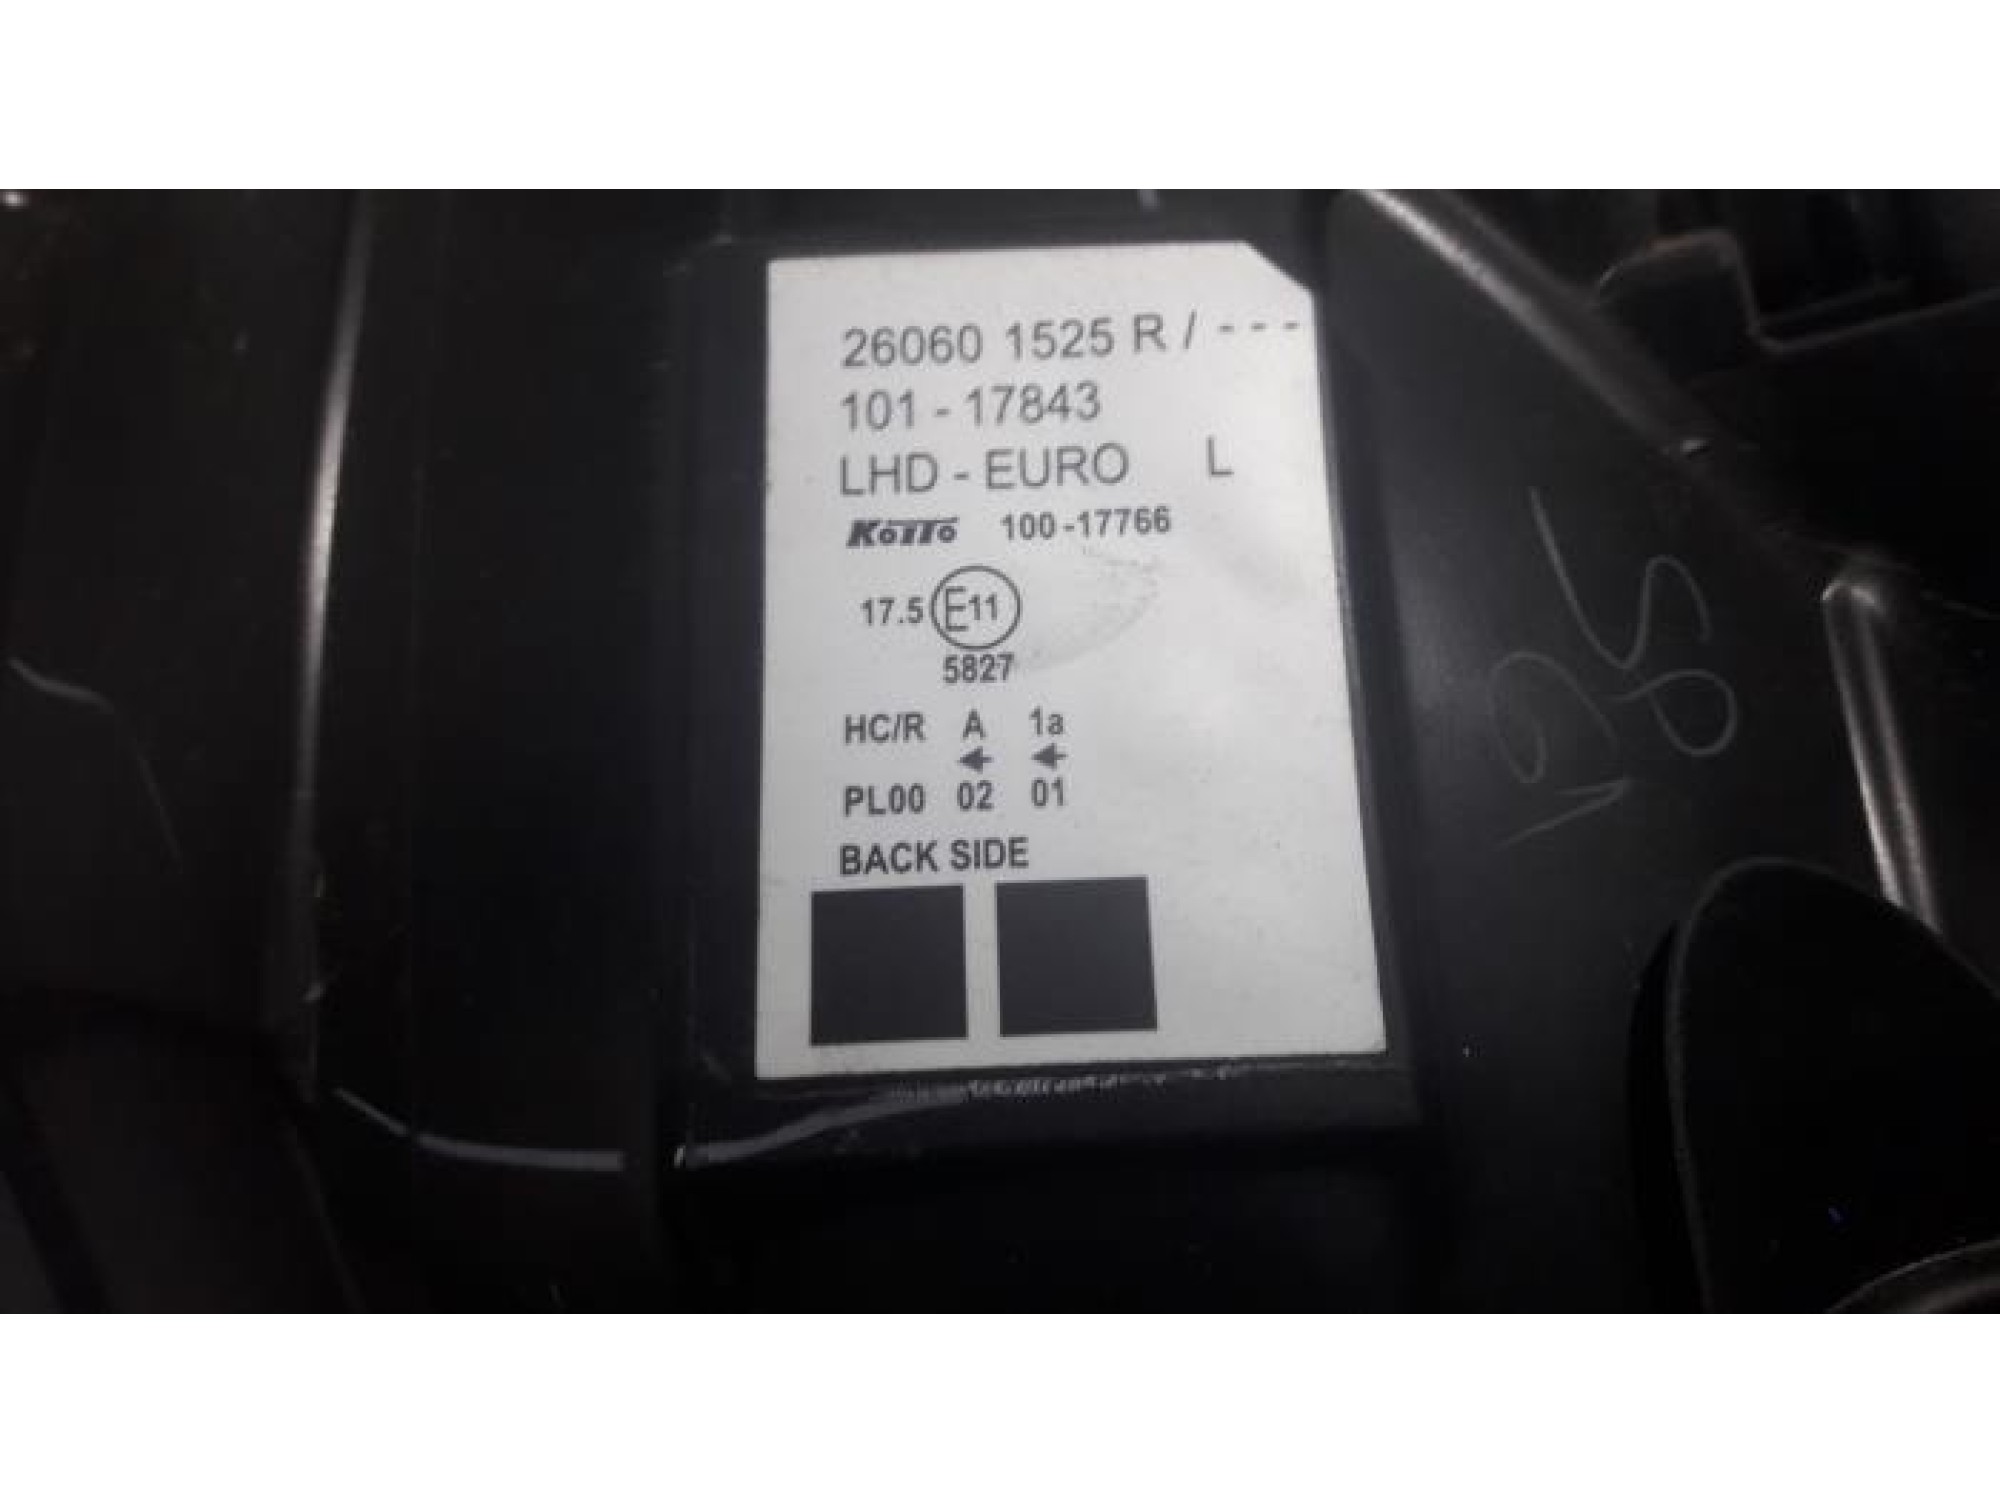 26060 1525 R / - - -
101 - 17843
LHD - EURO L
KOITO 100 -17766
17.5 E11
5827
HC/R A 1a
PL00 02 01
BACK SIDE